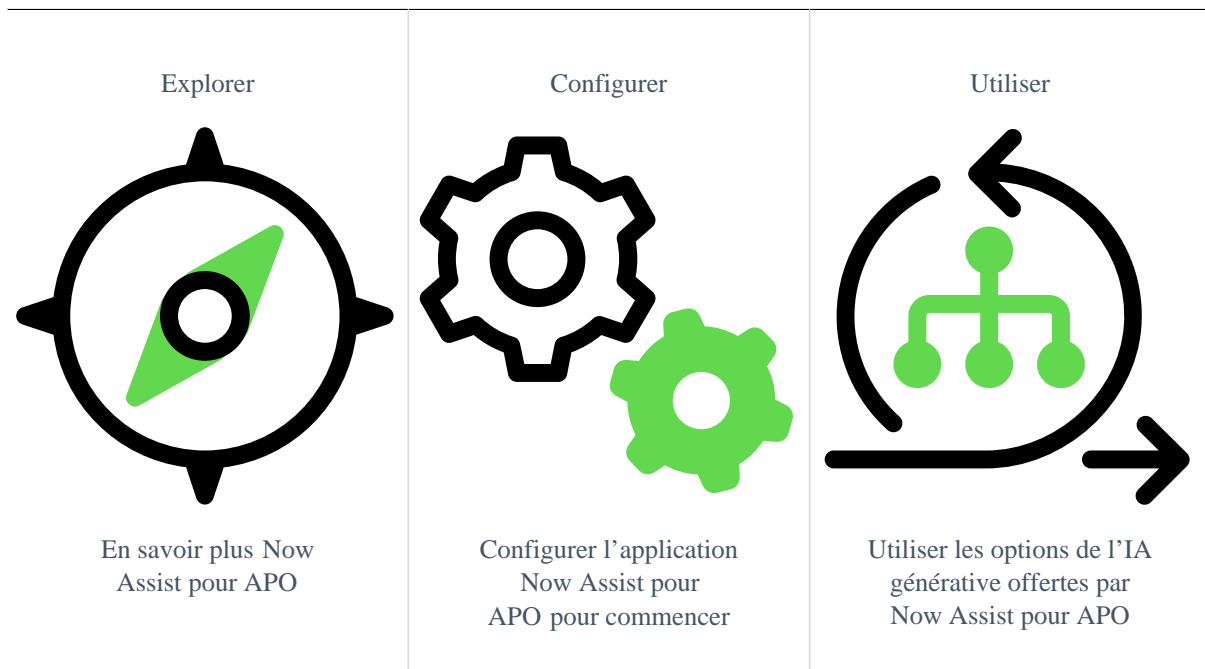 Explorer
En savoir plus Now
Assist pour APO
Configurer
Configurer l’application
Now Assist pour
APO pour commencer
Utiliser
Utiliser les options de l’IA
générative offertes par
Now Assist pour APO